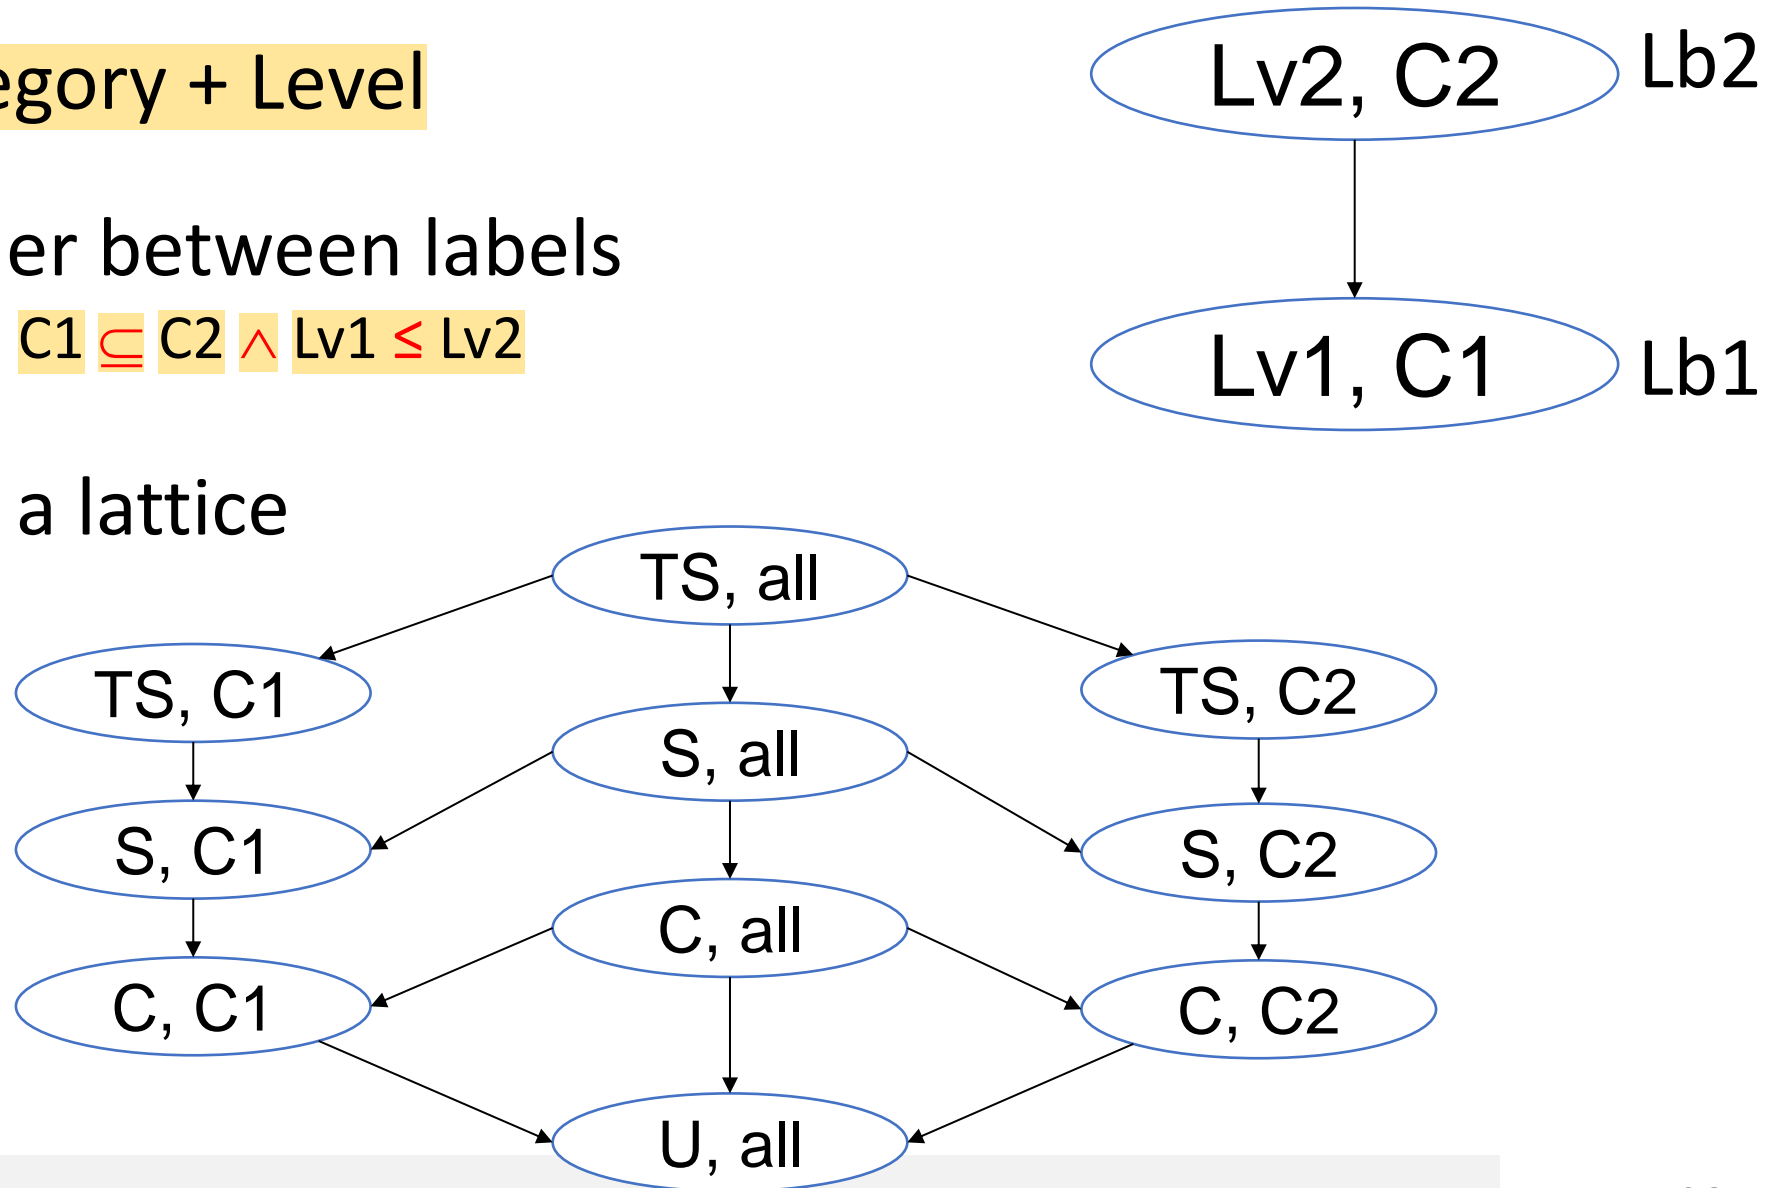 egory + Level
er between labels
C1 ⊆ C2 ∧ Lv1 ≤ Lv2
a lattice
Lv2, C2
Lb2
Lv1, C1
Lb1
TS, all
TS, C1
TS, C2
S, all
S, C1
S, C2
C, all
C, C1
C, C2
U, all